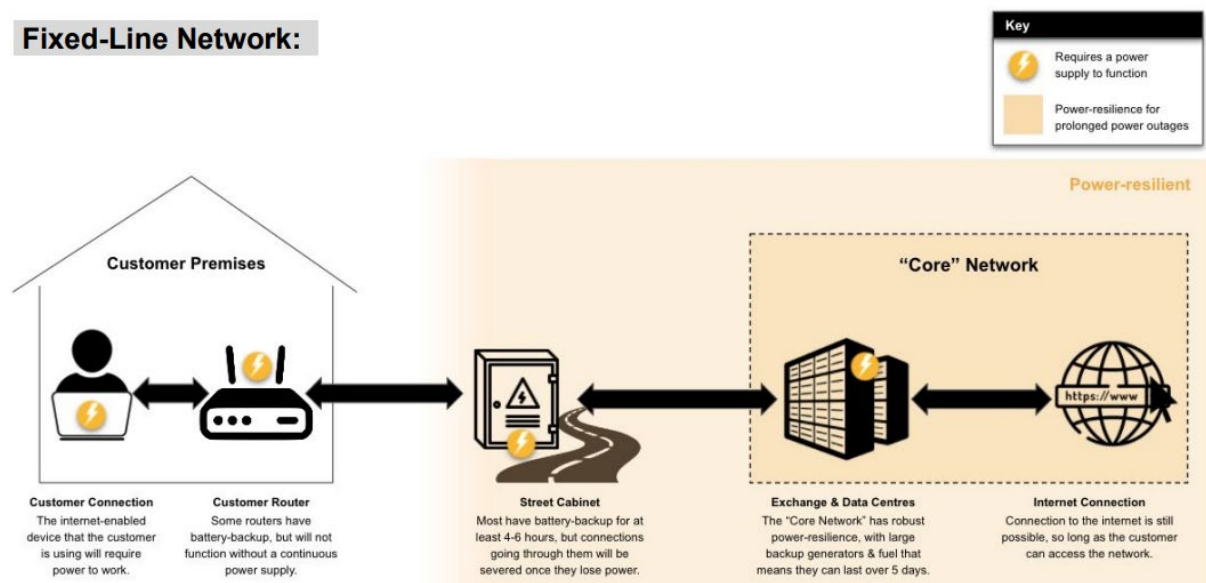 Fixed-Line Network:
Key
Requires a power
supply to function
Power-resilience for
prolonged power outages
Power-resilient
Customer Premises
“Core” Network
https://www
Customer Connection
The internet-enabled
device that the customer
is using will require
power to work.
Customer Router
Some routers have
battery-backup, but will not
function without a continuous
power supply.
Street Cabinet
Most have battery-backup for at
least 4-6 hours, but connections
going through them will be
severed once they lose power.
Exchange & Data Centres
The “Core Network” has robust
power-resilience, with large
backup generators & fuel that
means they can last over 5 days.
Internet Connection
Connection to the internet is still
possible, so long as the customer
can access the network.